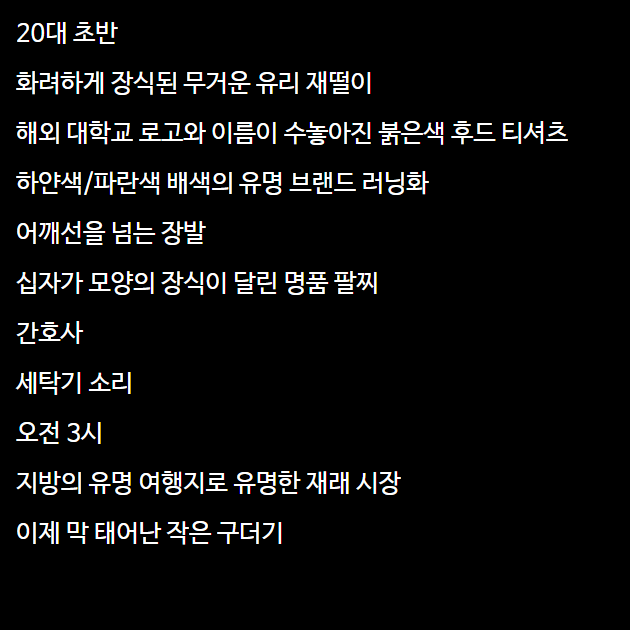 20대 초반
화려하게 장식된 무거운 유리 재떨이
해외 대학교 로고와 이름이 수놓아진 붉은색 후드 티셔츠
하얀색/파란색 배색의 유명 브랜드 러닝화
어깨선을 넘는 장발
십자가 모양의 장식이 달린 명품 팔찌
간호사
세탁기 소리
오전 3시
지방의 유명 여행지로 유명한 재래 시장
이제 막 태어난 작은 구더기